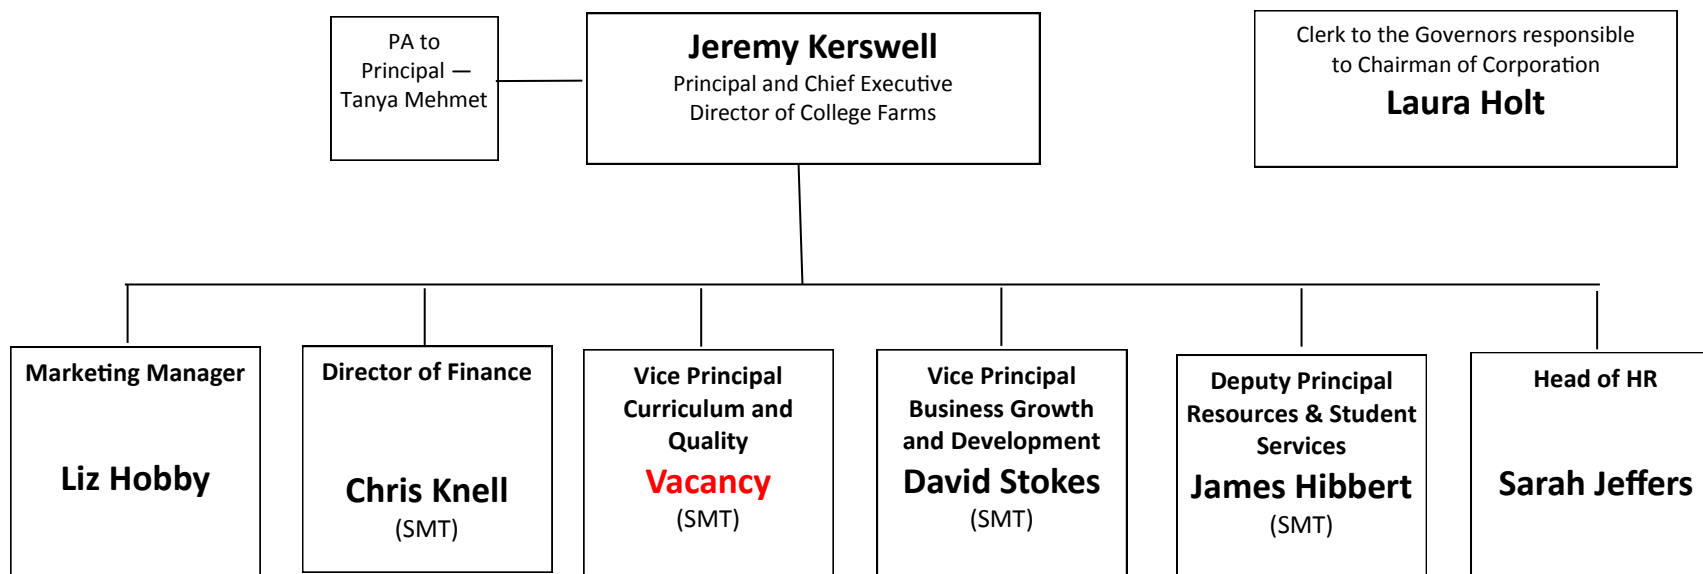 PA to
Principal —
Tanya Mehmet
Jeremy Kerswell
Principal and Chief Executive
Director of College Farms
Clerk to the Governors responsible
to Chairman of Corporation
Laura Holt
Marketing Manager
Liz Hobby
Director of Finance
Chris Knell
(SMT)
Vice Principal
Curriculum and
Quality
Vacancy
(SMT)
Vice Principal
Business Growth
and Development
David Stokes
(SMT)
Deputy Principal
Resources & Student
Services
James Hibbert
(SMT)
Head of HR
Sarah Jeffers